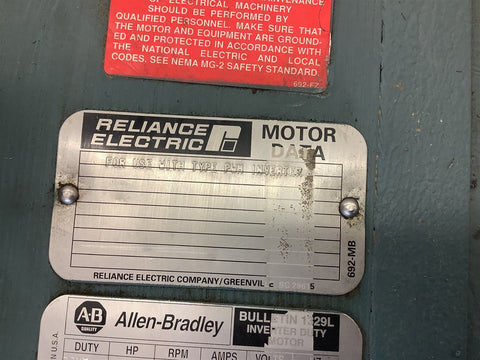 OF ELECTRICAL MACHINERY
SHOULD BE PERFORMED BY
QUALIFIED PERSONNEL. MAKE SURE THAT
THE MOTOR AND EQUIPMENT ARE GROUND-
ED AND PROTECTED IN ACCORDANCE WITH
THE NATIONAL ELECTRIC AND LOCAL
CODES. SEE NEMA MG-2 SAFETY STANDARD.
692-FZ
RELIANCE
ELECTRIC
MOTOR
DATA
FOR USE WITH TYPE INVERTER
692-MB
RELIANCE ELECTRIC COMPANY/GREENVIL
A-B
QUALITY
Allen-Bradley
BULLETIN 1329L
INVERTER DUTY
MOTOR
N U.S.A.
DUTY HP RPM AMPS